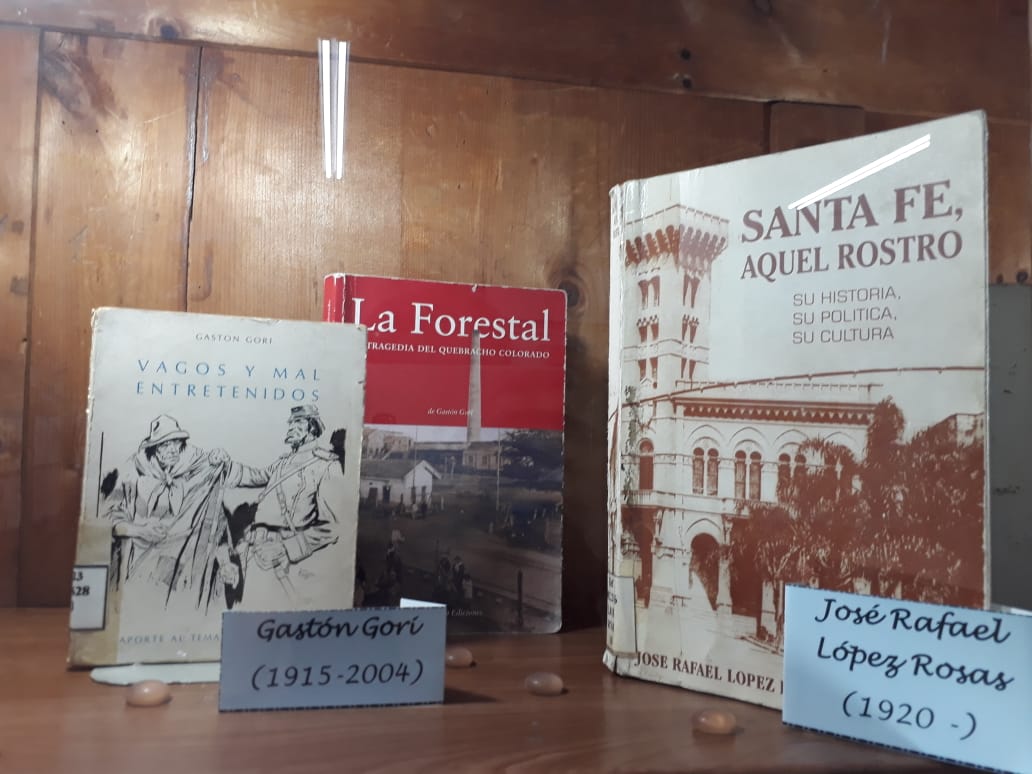 GASTON GORI
VAGOS Y MAL
ENTRETENIDOS
APORTE AL TEMA
La Forestal
TRAGEDIA DEL QUEBRACHO COLORADO
de Gastón Gori
Ediciones
SANTA FE,
AQUEL ROSTRO
SU HISTORIA,
SU POLITICA,
SU CULTURA
JOSE RAFAEL LOPEZ
Gastón Gori
(1915-2004)
José Rafael
López Rosas
(1920 -)